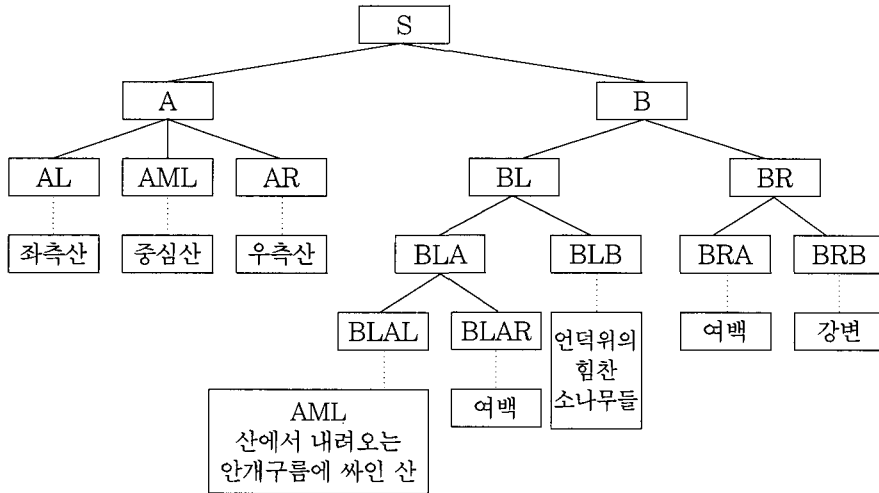 S
A
B
AL
AML
AR
BL
BR
좌측산
중심산
우측산
BLA
BLB
BRA
BRB
BLAL
BLAR
언덕위의
힘찬
소나무들
여백
강변
AML
산에서 내려오는
안개구름에 싸인 산
여백